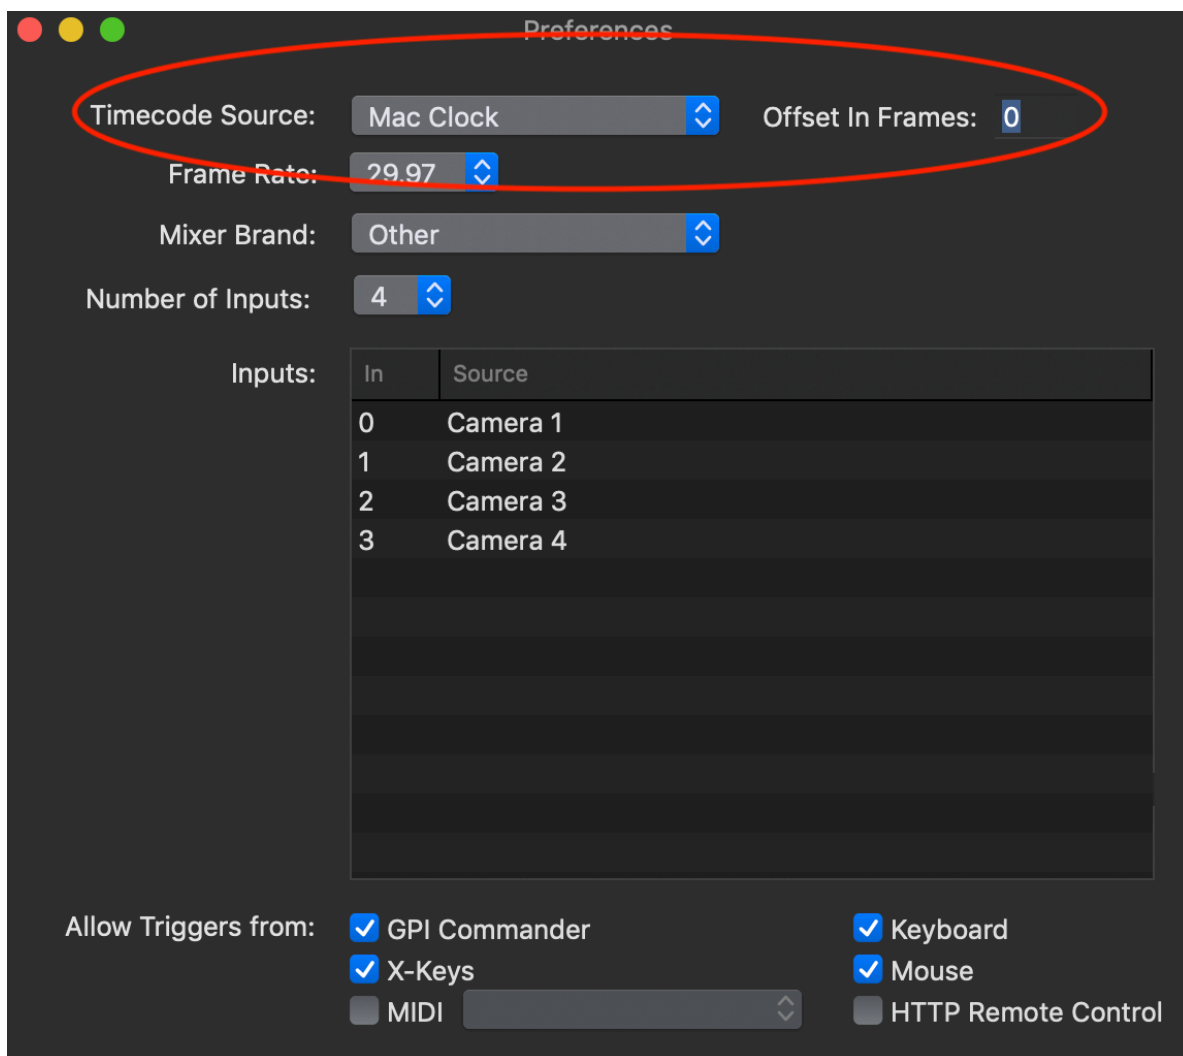 Preferences
Timecode Source: Mac Clock Offset In Frames: 0
Frame Rate: 29.97
Mixer Brand: Other
Number of Inputs: 4
Inputs: In Source
0 Camera 1
1 Camera 2
2 Camera 3
3 Camera 4
Allow Triggers from: GPI Commander Keyboard
X-Keys Mouse
MIDI HTTP Remote Control